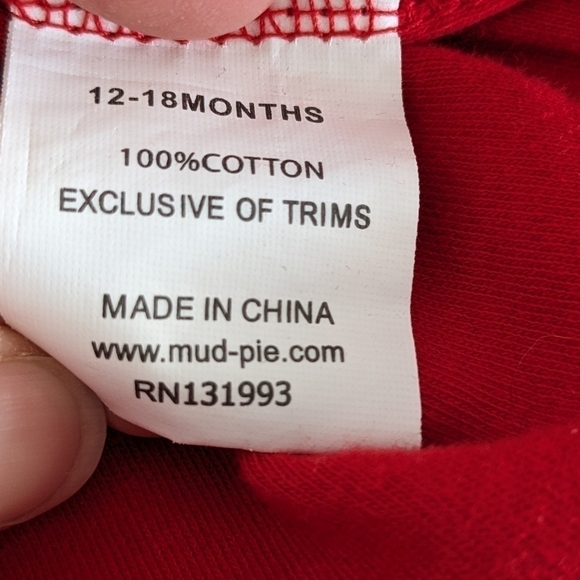 12-18MONTHS
100%COTTON
EXCLUSIVE OF TRIMS
MADE IN CHINA
www.mud-pie.com
RN131993